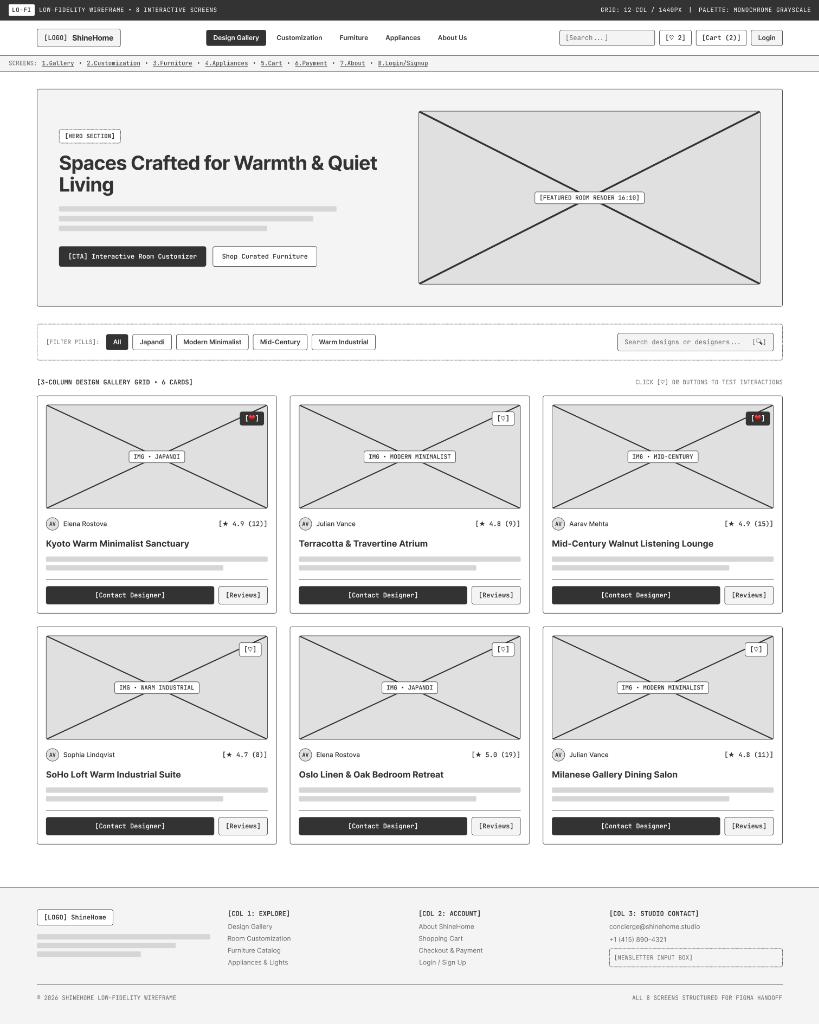 LO-FI LOW-FIDELITY WIREFRAME • 8 INTERACTIVE SCREENS
GRID: 12-COL / 1440PX | PALETTE: MONOCHROME GRAYSCALE
[LOGO] ShineHome
Design Gallery Customization Furniture Appliances About Us
[Search...] [♡ 2] [Cart (2)] Login
SCREENS: 1.Gallery • 2.Customization • 3.Furniture • 4.Appliances • 5.Cart • 6.Payment • 7.About • 8.Login/Signup
[HERO SECTION]
Spaces Crafted for Warmth & Quiet
Living
[CTA] Interactive Room Customizer Shop Curated Furniture
[FEATURED ROOM RENDER 16:10]
[FILTER PILLS]: All Japandi Modern Minimalist Mid-Century Warm Industrial
Search designs or designers... [🔍]
[3-COLUMN DESIGN GALLERY GRID • 6 CARDS]
CLICK [♡] OR BUTTONS TO TEST INTERACTIONS
[❤️]
IMG • JAPANDI
AV Elena Rostova [★ 4.9 (12)]
Kyoto Warm Minimalist Sanctuary
[Contact Designer] [Reviews]
[♡]
IMG • MODERN MINIMALIST
AV Julian Vance [★ 4.8 (9)]
Terracotta & Travertine Atrium
[Contact Designer] [Reviews]
[❤️]
IMG • MID-CENTURY
AV Aarav Mehta [★ 4.9 (15)]
Mid-Century Walnut Listening Lounge
[Contact Designer] [Reviews]
[♡]
IMG • WARM INDUSTRIAL
AV Sophia Lindqvist [★ 4.7 (8)]
SoHo Loft Warm Industrial Suite
[Contact Designer] [Reviews]
[♡]
IMG • JAPANDI
AV Elena Rostova [★ 5.0 (19)]
Oslo Linen & Oak Bedroom Retreat
[Contact Designer] [Reviews]
[♡]
IMG • MODERN MINIMALIST
AV Julian Vance [★ 4.8 (11)]
Milanese Gallery Dining Salon
[Contact Designer] [Reviews]
[LOGO] ShineHome
[COL 1: EXPLORE]
Design Gallery
Room Customization
Furniture Catalog
Appliances & Lights
[COL 2: ACCOUNT]
About ShineHome
Shopping Cart
Checkout & Payment
Login / Sign Up
[COL 3: STUDIO CONTACT]
concierge@shinehome.studio
+1 (415) 890-4321
[NEWSLETTER INPUT BOX]
© 2026 SHINEHOME LOW-FIDELITY WIREFRAME
ALL 8 SCREENS STRUCTURED FOR FIGMA HANDOFF